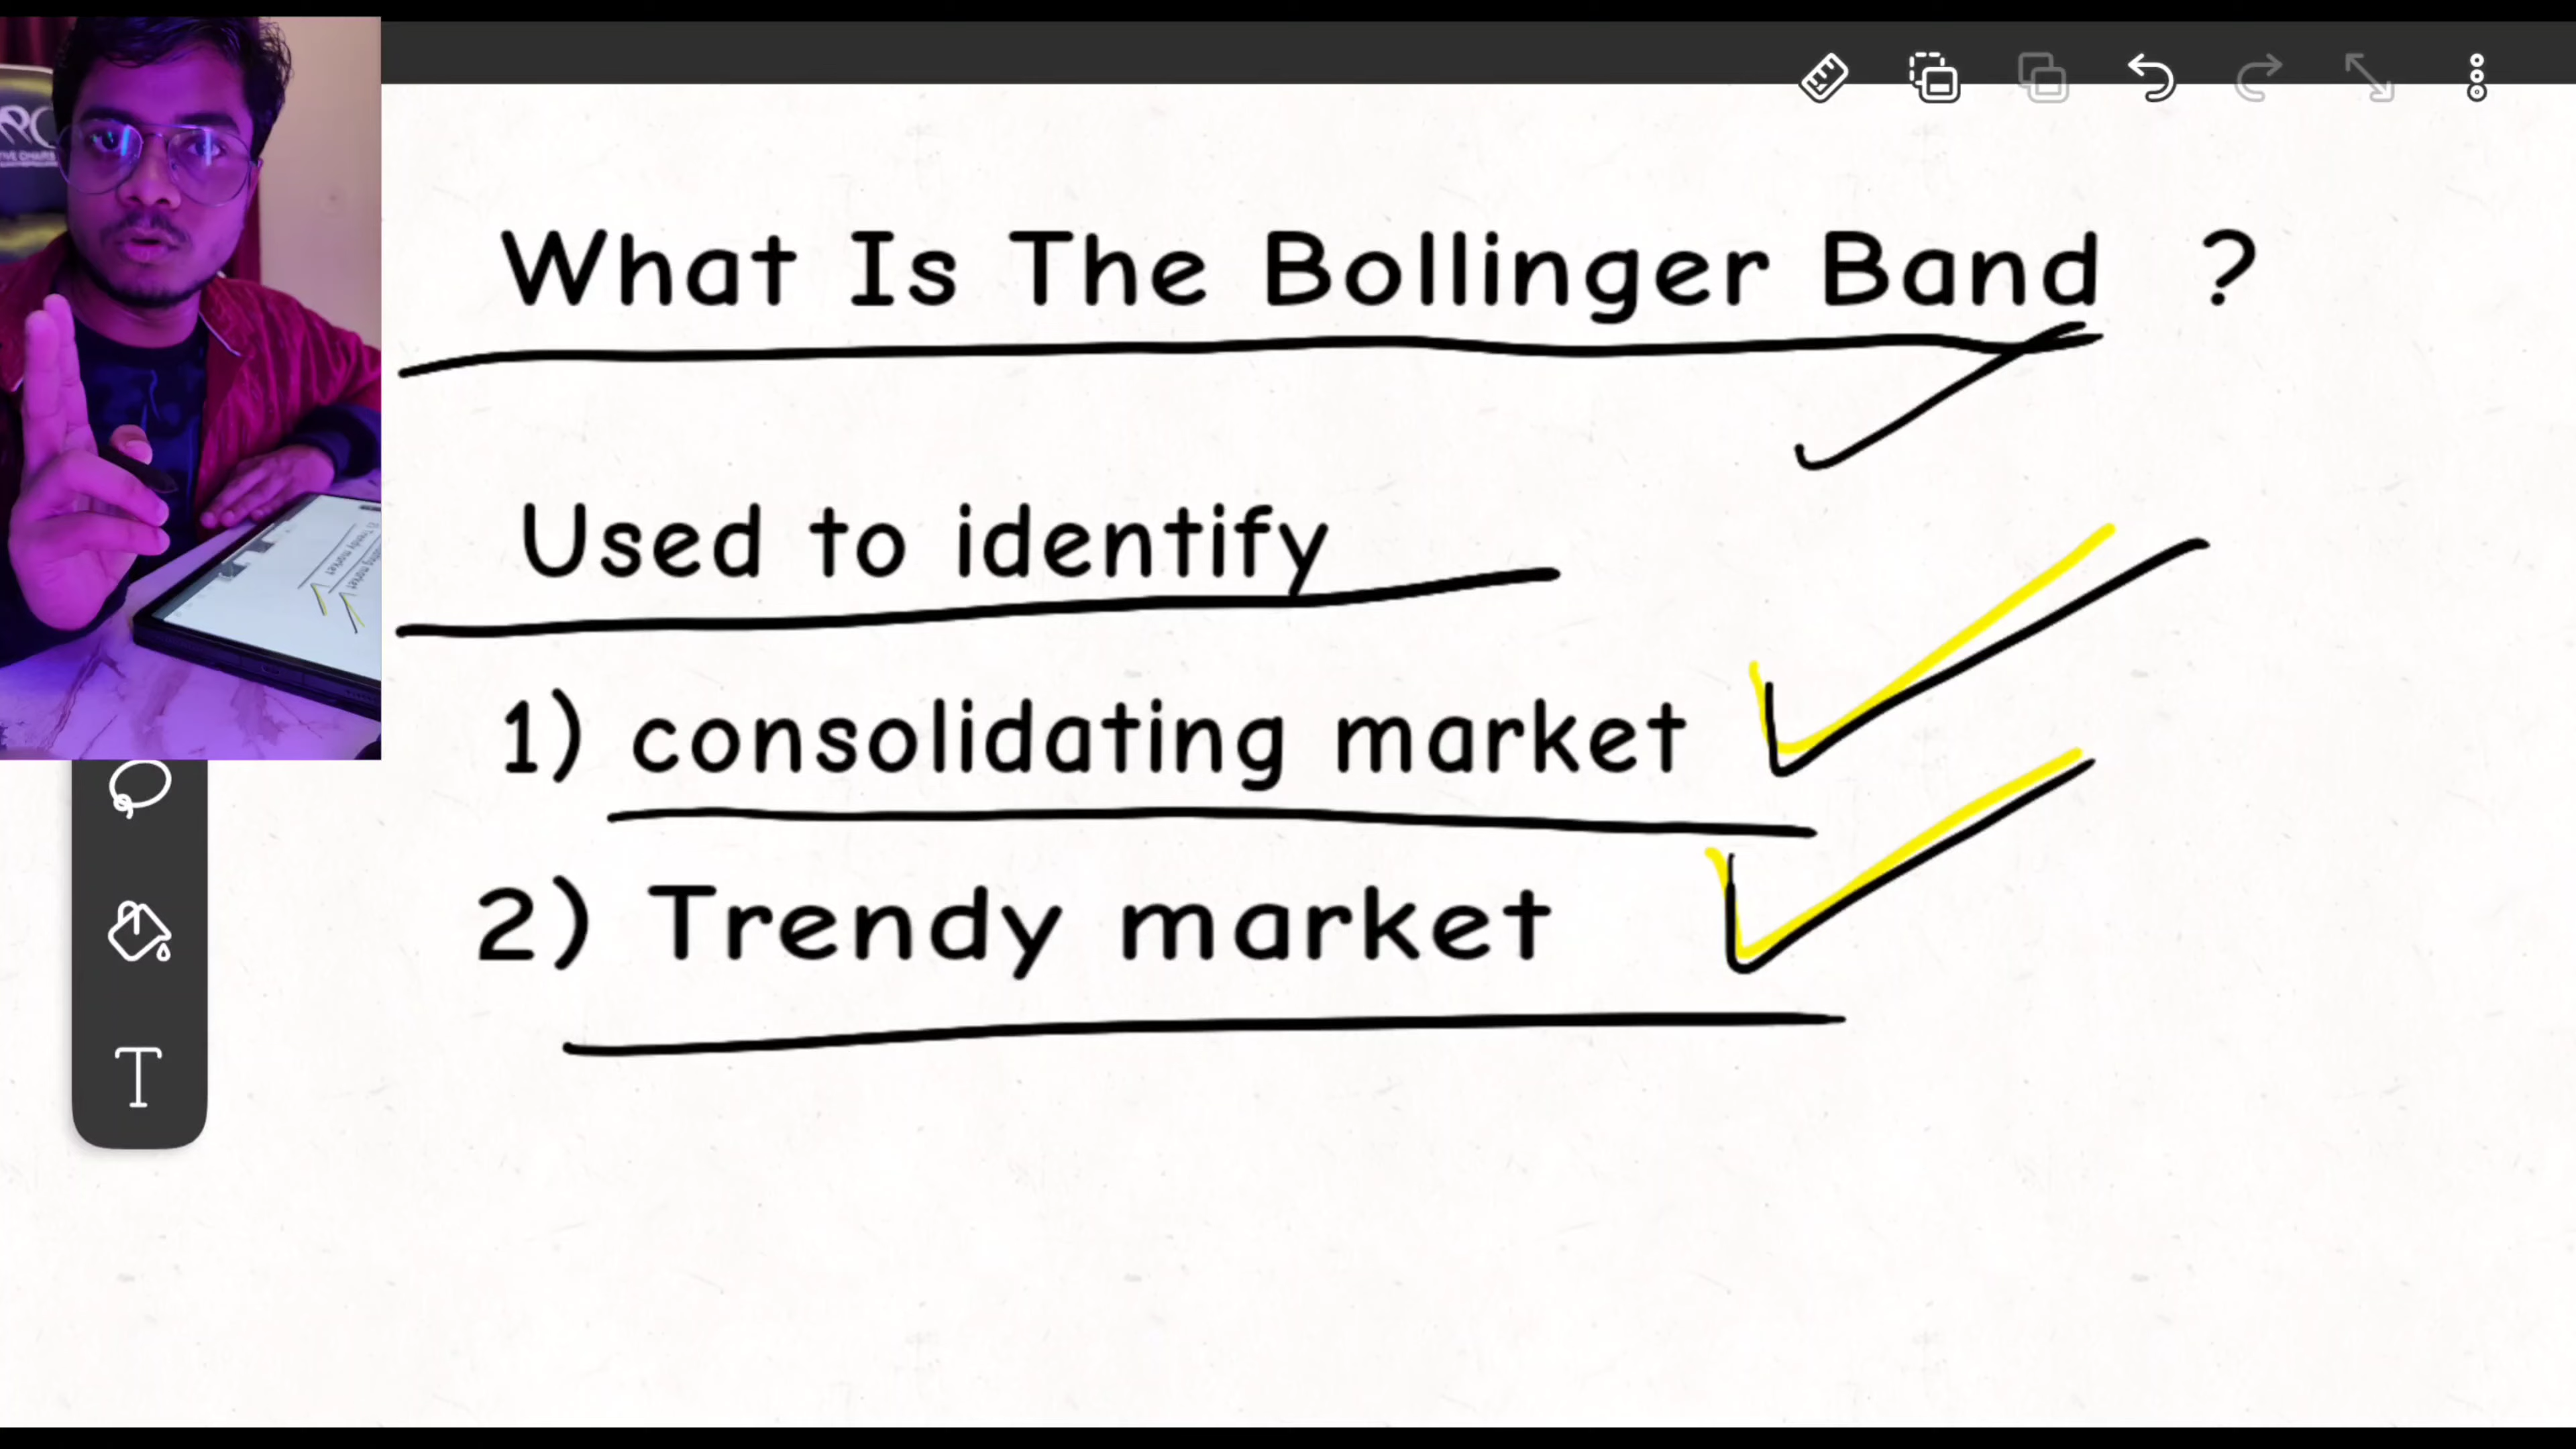 What Is The Bollinger Band ?
Used to identify
1) consolidating market
2) Trendy market
T